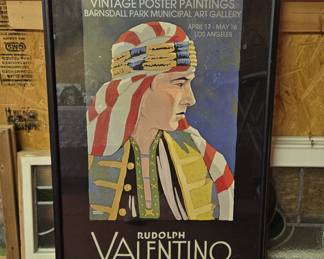 VINTAGE POSTER PAINTINGS
BARNSDALL PARK MUNICIPAL ART GALLERY
APRIL 17 - MAY 16
LOS ANGELES
RUDOLPH
VALENTINO